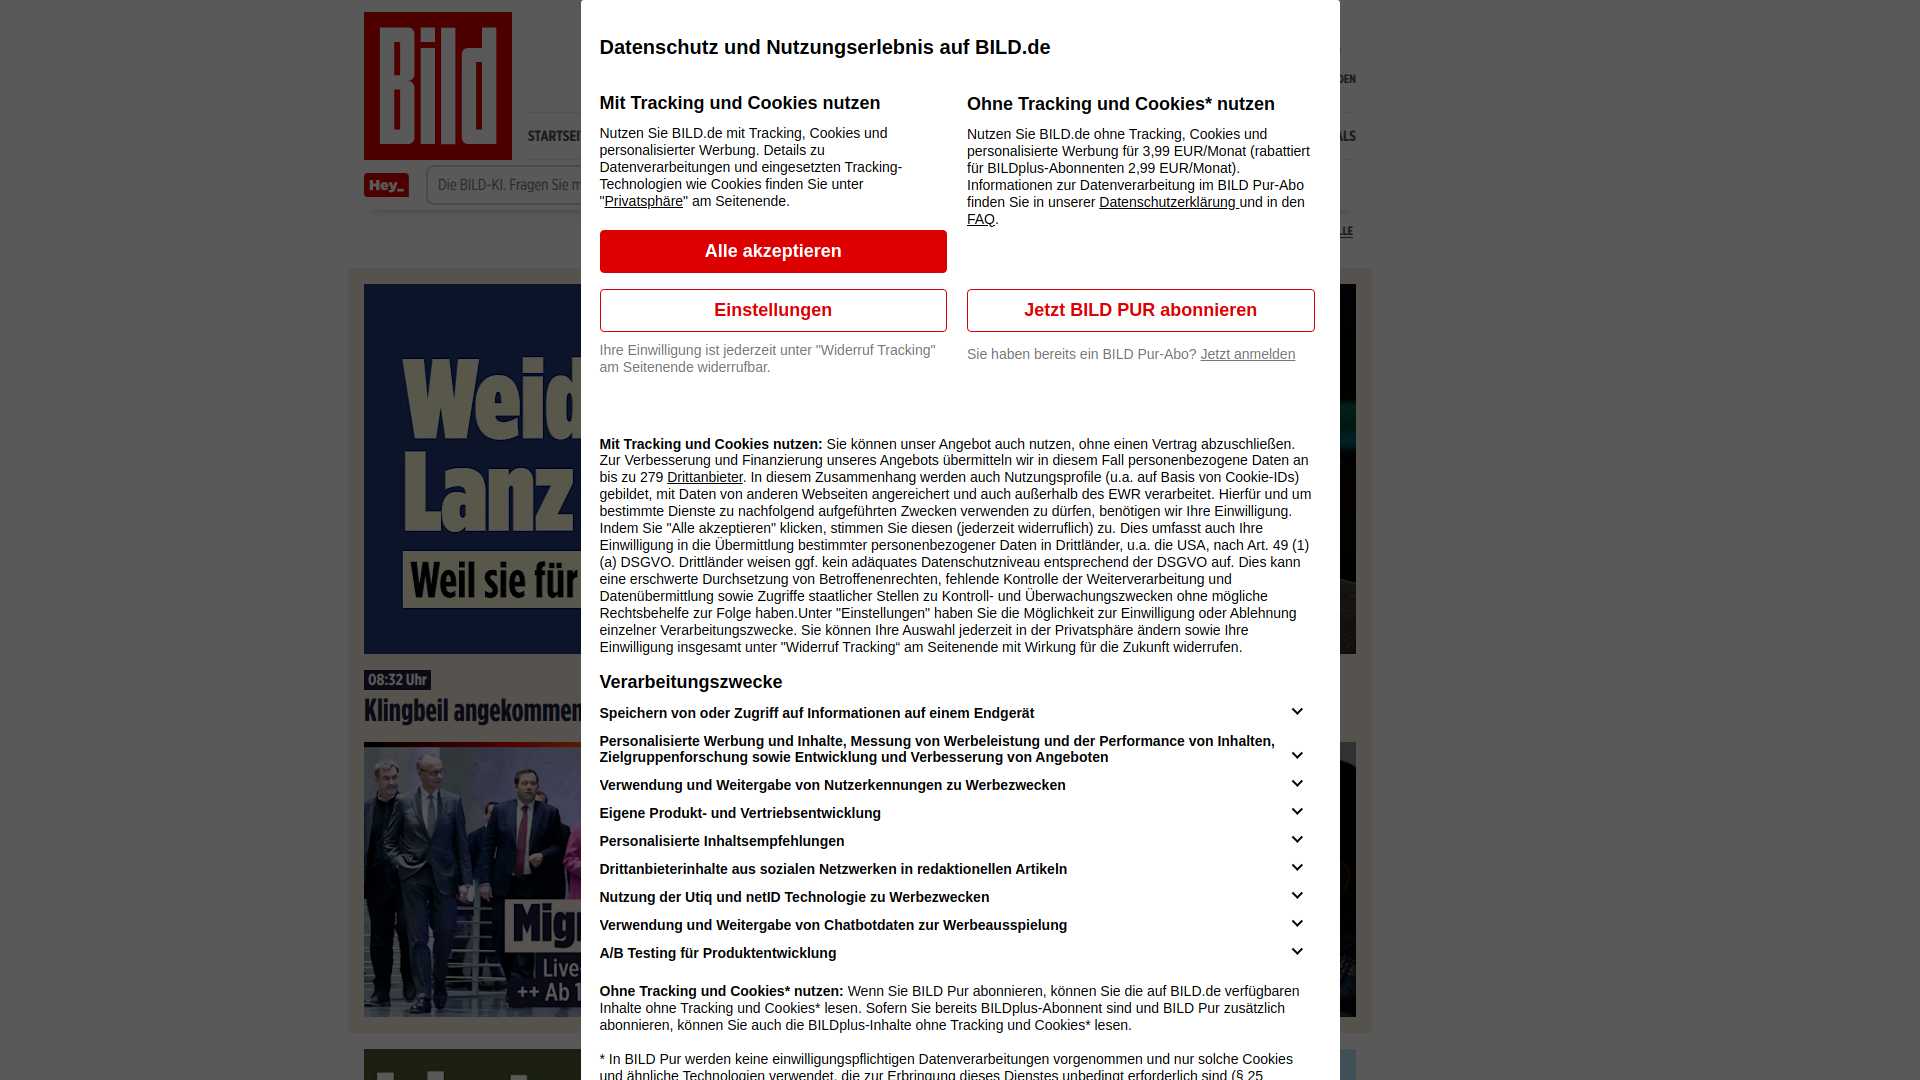 Bild
STARTSEI
Hey_
Die BILD-KI. Fragen Sie m
DEN
ALS
LLE
Weid
Lanz
Weil sie für
08:32 Uhr
Klingbeil angekommen
Mig
Live-
++ Ab 1
Datenschutz und Nutzungserlebnis auf BILD.de
Mit Tracking und Cookies nutzen
Nutzen Sie BILD.de mit Tracking, Cookies und
personalisierter Werbung. Details zu
Datenverarbeitungen und eingesetzten Tracking-
Technologien wie Cookies finden Sie unter
"Privatsphäre" am Seitenende.
Alle akzeptieren
Einstellungen
Ihre Einwilligung ist jederzeit unter "Widerruf Tracking"
am Seitenende widerrufbar.
Ohne Tracking und Cookies* nutzen
Nutzen Sie BILD.de ohne Tracking, Cookies und
personalisierte Werbung für 3,99 EUR/Monat (rabattiert
für BILDplus-Abonnenten 2,99 EUR/Monat).
Informationen zur Datenverarbeitung im BILD Pur-Abo
finden Sie in unserer Datenschutzerklärung und in den
FAQ.
Jetzt BILD PUR abonnieren
Sie haben bereits ein BILD Pur-Abo? Jetzt anmelden
Mit Tracking und Cookies nutzen: Sie können unser Angebot auch nutzen, ohne einen Vertrag abzuschließen.
Zur Verbesserung und Finanzierung unseres Angebots übermitteln wir in diesem Fall personenbezogene Daten an
bis zu 279 Drittanbieter. In diesem Zusammenhang werden auch Nutzungsprofile (u.a. auf Basis von Cookie-IDs)
gebildet, mit Daten von anderen Webseiten angereichert und auch außerhalb des EWR verarbeitet. Hierfür und um
bestimmte Dienste zu nachfolgend aufgeführten Zwecken verwenden zu dürfen, benötigen wir Ihre Einwilligung.
Indem Sie "Alle akzeptieren" klicken, stimmen Sie diesen (jederzeit widerruflich) zu. Dies umfasst auch Ihre
Einwilligung in die Übermittlung bestimmter personenbezogener Daten in Drittländer, u.a. die USA, nach Art. 49 (1)
(a) DSGVO. Drittländer weisen ggf. kein adäquates Datenschutzniveau entsprechend der DSGVO auf. Dies kann
eine erschwerte Durchsetzung von Betroffenenrechten, fehlende Kontrolle der Weiterverarbeitung und
Datenübermittlung sowie Zugriffe staatlicher Stellen zu Kontroll- und Überwachungszwecken ohne mögliche
Rechtsbehelfe zur Folge haben.Unter "Einstellungen" haben Sie die Möglichkeit zur Einwilligung oder Ablehnung
einzelner Verarbeitungszwecke. Sie können Ihre Auswahl jederzeit in der Privatsphäre ändern sowie Ihre
Einwilligung insgesamt unter "Widerruf Tracking“ am Seitenende mit Wirkung für die Zukunft widerrufen.
Verarbeitungszwecke
Speichern von oder Zugriff auf Informationen auf einem Endgerät
Personalisierte Werbung und Inhalte, Messung von Werbeleistung und der Performance von Inhalten,
Zielgruppenforschung sowie Entwicklung und Verbesserung von Angeboten
Verwendung und Weitergabe von Nutzerkennungen zu Werbezwecken
Eigene Produkt- und Vertriebsentwicklung
Personalisierte Inhaltsempfehlungen
Drittanbieterinhalte aus sozialen Netzwerken in redaktionellen Artikeln
Nutzung der Utiq und netID Technologie zu Werbezwecken
Verwendung und Weitergabe von Chatbotdaten zur Werbeausspielung
A/B Testing für Produktentwicklung
Ohne Tracking und Cookies* nutzen: Wenn Sie BILD Pur abonnieren, können Sie die auf BILD.de verfügbaren
Inhalte ohne Tracking und Cookies* lesen. Sofern Sie bereits BILDplus-Abonnent sind und BILD Pur zusätzlich
abonnieren, können Sie auch die BILDplus-Inhalte ohne Tracking und Cookies* lesen.
* In BILD Pur werden keine einwilligungspflichtigen Datenverarbeitungen vorgenommen und nur solche Cookies
und ähnliche Technologien verwendet, die zur Erbringung dieses Dienstes unbedingt erforderlich sind (§ 25